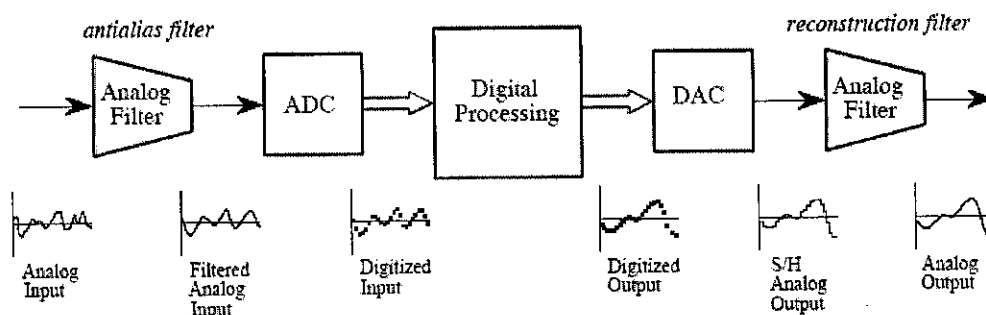 antialias filter
reconstruction filter
Analog
Filter
ADC
Digital
Processing
DAC
Analog
Filter
Analog
Input
Filtered
Analog
Input
Digitized
Input
Digitized
Output
S/H
Analog
Output
Analog Output